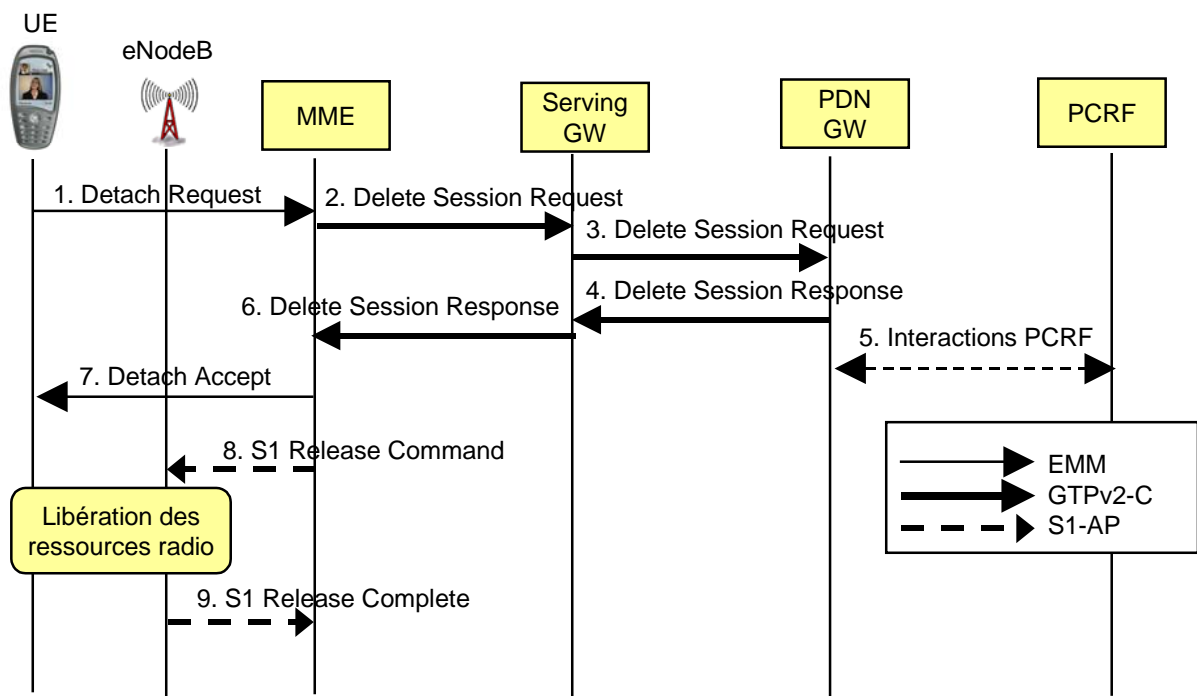 UE
eNodeB
MME
Serving
GW
PDN
GW
PCRF
1. Detach Request
2. Delete Session Request
3. Delete Session Request
4. Delete Session Response
6. Delete Session Response
5. Interactions PCRF
7. Detach Accept
8. S1 Release Command
EMM
GTPv2-C
S1-AP
Libération des
ressources radio
9. S1 Release Complete